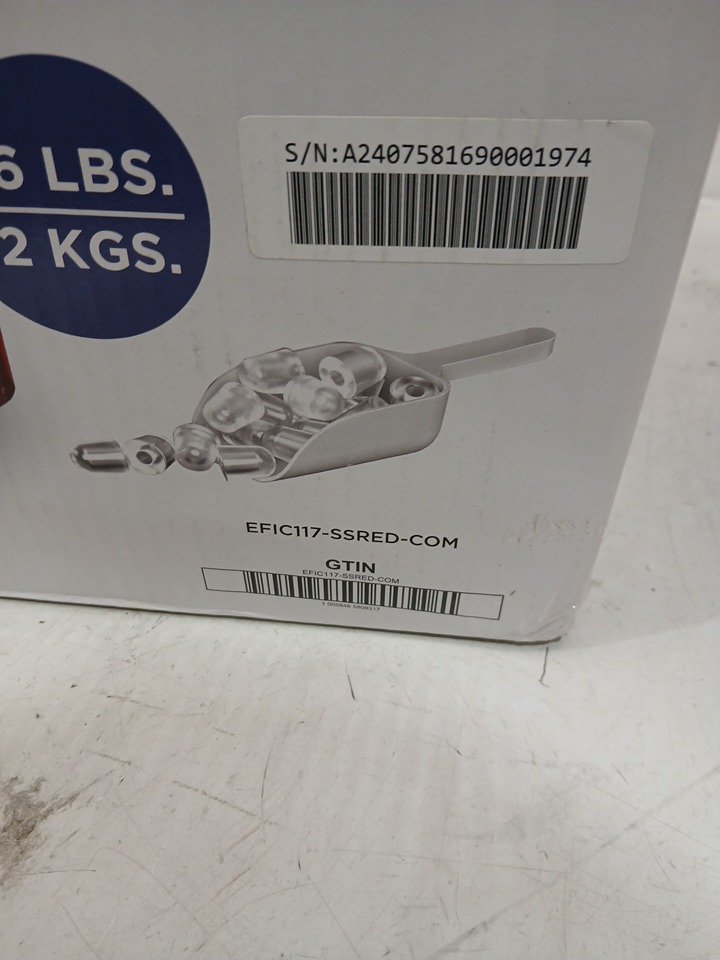 6 LBS.
2 KGS.
S/N:A2407581690001974
EFIC117-SSRED-COM
GTIN
EFIC117-SSRED-COM